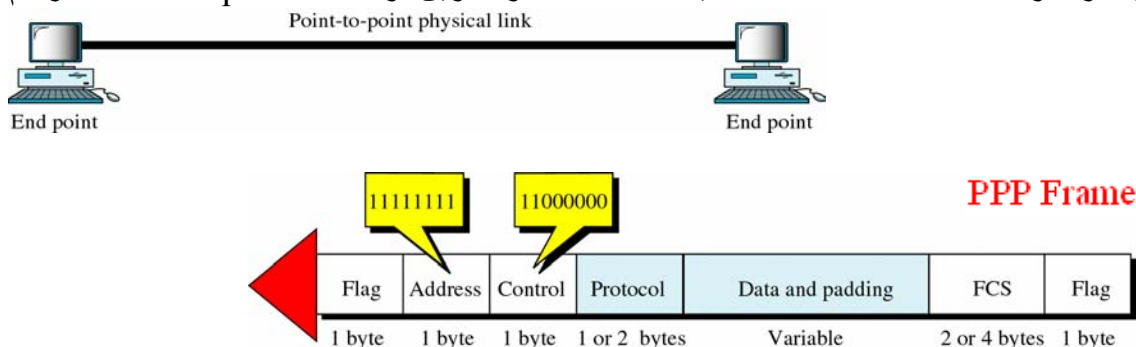 Point-to-point physical link
End point End point
PPP Frame
11111111 11000000
Flag Address Control Protocol Data and padding FCS Flag
1 byte 1 byte 1 byte 1 or 2 bytes Variable 2 or 4 bytes 1 byte